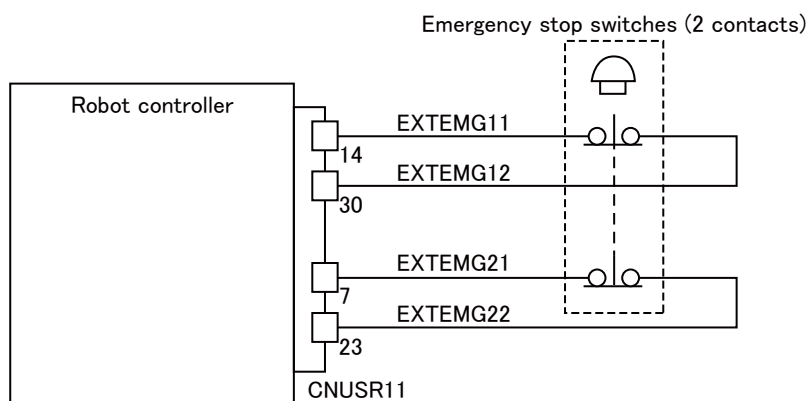 Emergency stop switches (2 contacts)
Robot controller
EXTEMG11
14
EXTEMG12
30
EXTEMG21
7
EXTEMG22
23
CNUSR11